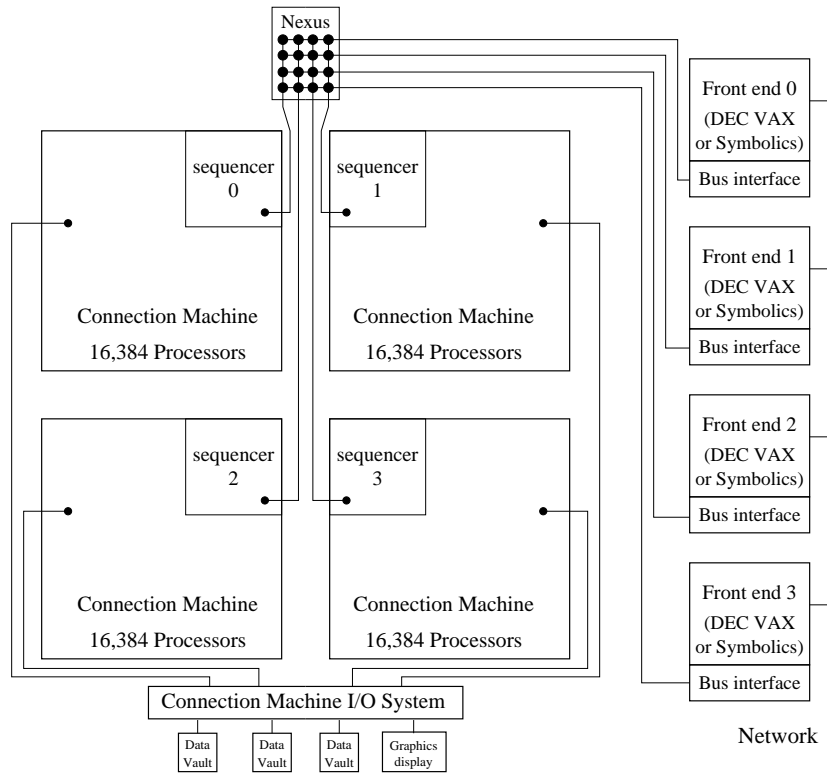 Nexus
sequencer
0
Connection Machine
16,384 Processors
sequencer
1
Connection Machine
16,384 Processors
sequencer
2
Connection Machine
16,384 Processors
sequencer
3
Connection Machine
16,384 Processors
Front end 0
(DEC VAX
or Symbolics)
Bus interface
Front end 1
(DEC VAX
or Symbolics)
Bus interface
Front end 2
(DEC VAX
or Symbolics)
Bus interface
Front end 3
(DEC VAX
or Symbolics)
Bus interface
Connection Machine I/O System
Data
Vault
Data
Vault
Data
Vault
Graphics
display
Network